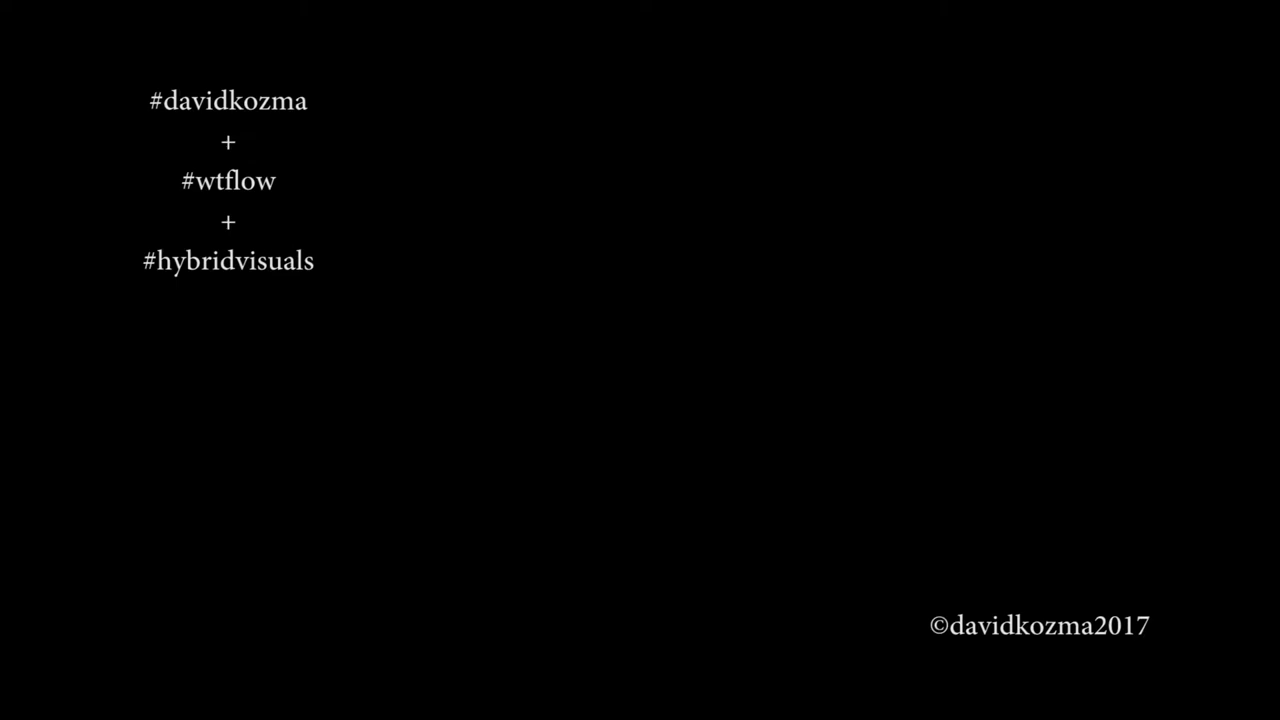 #davidkozma
+
#wtflow
+
#hybridvisuals
©davidkozma2017